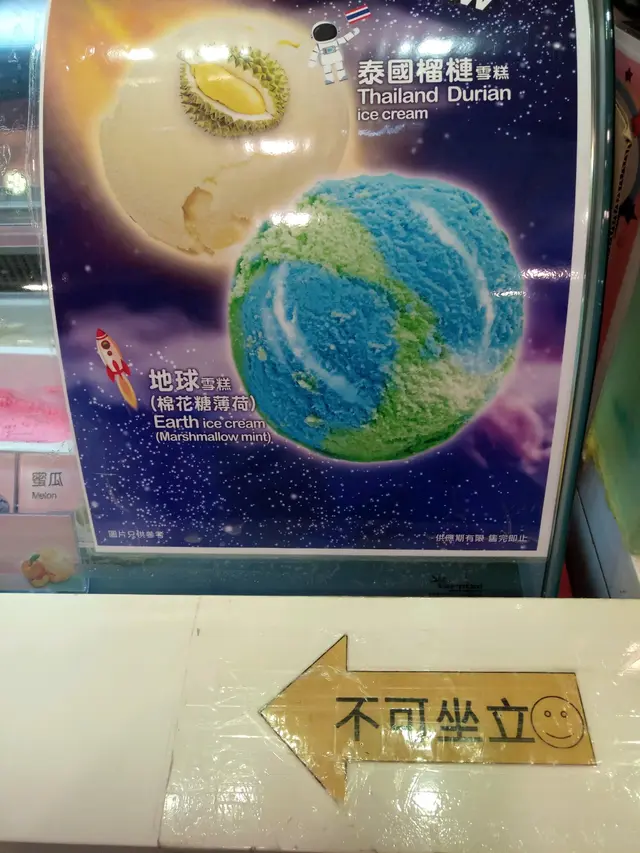 泰國榴槤雪糕
Thailand Durian
ice cream
地球雪糕
(棉花糖薄荷)
Earth ice cream
(Marshmallow mint)
蜜瓜
Melon
圖片只供參考
供應期有限 售完即止
不可坐立